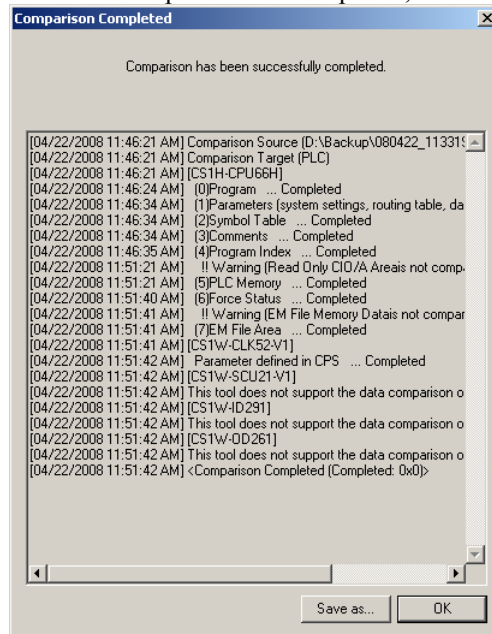 Comparison Completed
Comparison has been successfully completed.
[04/22/2008 11:46:21 AM] Comparison Source (D:\Backup\080422_11331
[04/22/2008 11:46:21 AM] Comparison Target (PLC)
[04/22/2008 11:46:21 AM] [CS1H-CPU66H]
[04/22/2008 11:46:24 AM] (0)Program ... Completed
[04/22/2008 11:46:34 AM] (1)Parameters (system settings, routing table, da
[04/22/2008 11:46:34 AM] (2)Symbol Table ... Completed
[04/22/2008 11:46:34 AM] (3)Comments ... Completed
[04/22/2008 11:46:35 AM] (4)Program Index ... Completed
[04/22/2008 11:51:21 AM] !! Warning (Read Only CIO/A Areais not comp
[04/22/2008 11:51:21 AM] (5)PLC Memory ... Completed
[04/22/2008 11:51:40 AM] (6)Force Status ... Completed
[04/22/2008 11:51:41 AM] !! Warning (EM File Memory Datais not compar
[04/22/2008 11:51:41 AM] (7)EM File Area ... Completed
[04/22/2008 11:51:41 AM] [CS1W-CLK52-V1]
[04/22/2008 11:51:42 AM] Parameter defined in CPS ... Completed
[04/22/2008 11:51:42 AM] [CS1W-SCU21-V1]
[04/22/2008 11:51:42 AM] This tool does not support the data comparison o
[04/22/2008 11:51:42 AM] [CS1W-ID291]
[04/22/2008 11:51:42 AM] This tool does not support the data comparison o
[04/22/2008 11:51:42 AM] [CS1W-OD261]
[04/22/2008 11:51:42 AM] This tool does not support the data comparison o
[04/22/2008 11:51:42 AM] <Comparison Completed (Completed: 0x0)>
Save as...
OK